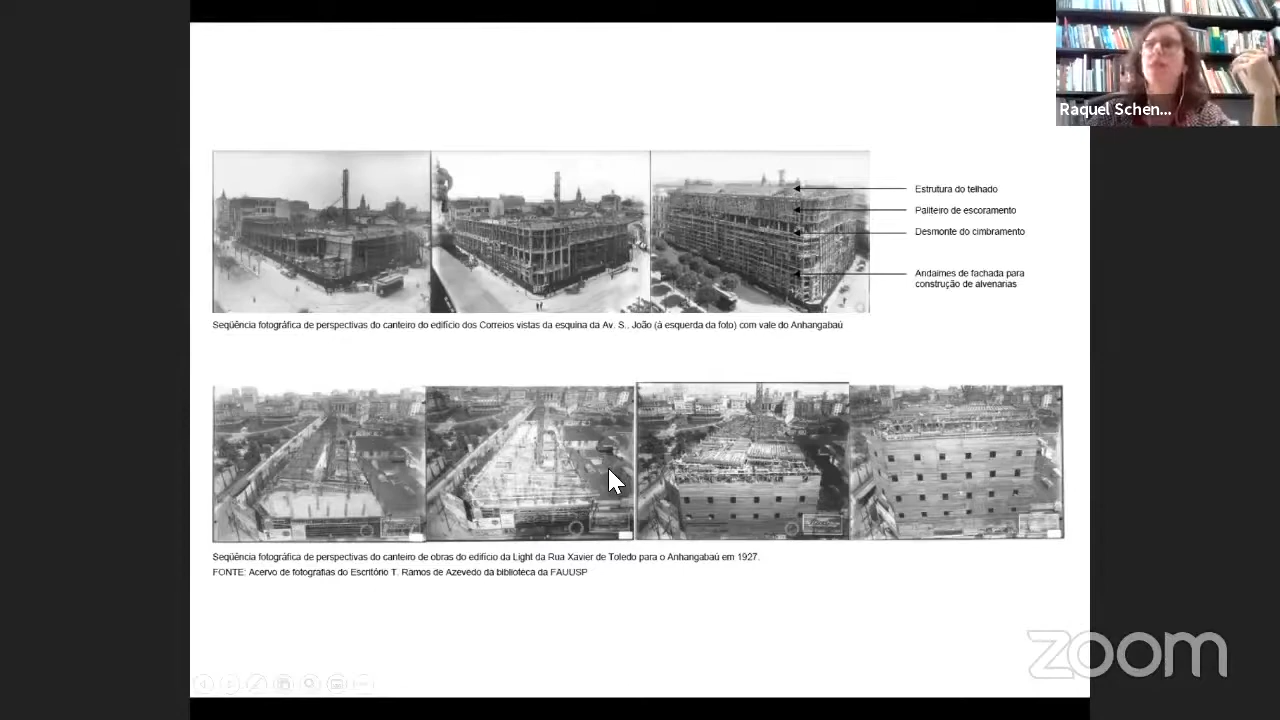 Raquel Schen...
Estrutura do telhado
Paliteiro de escoramento
Desmonte do cimbramento
Andaimes de fachada para
construção de alvenarias
Seqüência fotográfica de perspectivas do canteiro do edifício dos Correios vistas da esquina da Av. S.. João (à esquerda da foto) com vale do Anhangabaú
Seqüência fotográfica de perspectivas do canteiro de obras do edifício da Light da Rua Xavier de Toledo para o Anhangabaú em 1927.
FONTE: Acervo de fotografias do Escritório T. Ramos de Azevedo da biblioteca da FAUUSP
zoom